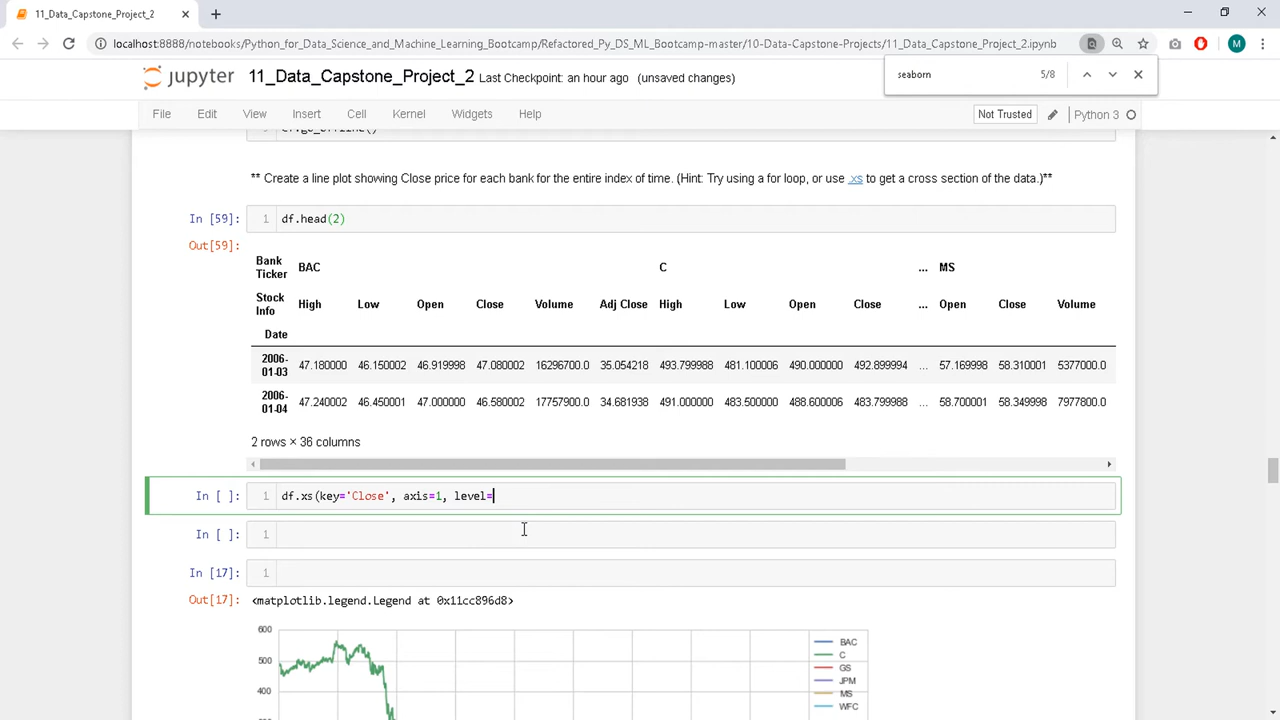 11_Data_Capstone_Project_2
localhost:8888/notebooks/Python_for_Data_Science_and_Machine_Learning_Bootcamp/Refactored_Py_DS_ML_Bootcamp-master/10-Data-Capstone-Projects/11_Data_Capstone_Project_2.ipynb
M
seaborn 5/8
jupyter 11_Data_Capstone_Project_2 Last Checkpoint: an hour ago (unsaved changes)
File Edit View Insert Cell Kernel Widgets Help Not Trusted Python 3
** Create a line plot showing Close price for each bank for the entire index of time. (Hint: Try using a for loop, or use .xs to get a cross section of the data.)**
In [59]: 1 df.head(2)
Out[59]:
Bank Ticker BAC C ... MS
Stock Info High Low Open Close Volume Adj Close High Low Open Close ... Open Close Volume
Date
2006-01-03 47.180000 46.150002 46.919998 47.080002 16296700.0 35.054218 493.799988 481.100006 490.000000 492.899994 ... 57.169998 58.310001 5377000.0
2006-01-04 47.240002 46.450001 47.000000 46.580002 17757900.0 34.681938 491.000000 483.500000 488.600006 483.799988 ... 58.700001 58.349998 7977800.0
2 rows × 36 columns
In [ ]: 1 df.xs(key='Close', axis=1, level=
In [ ]: 1
In [17]: 1
Out[17]: <matplotlib.legend.Legend at 0x11cc896d8>
600
500
400
BAC
C
GS
JPM
MS
WFC